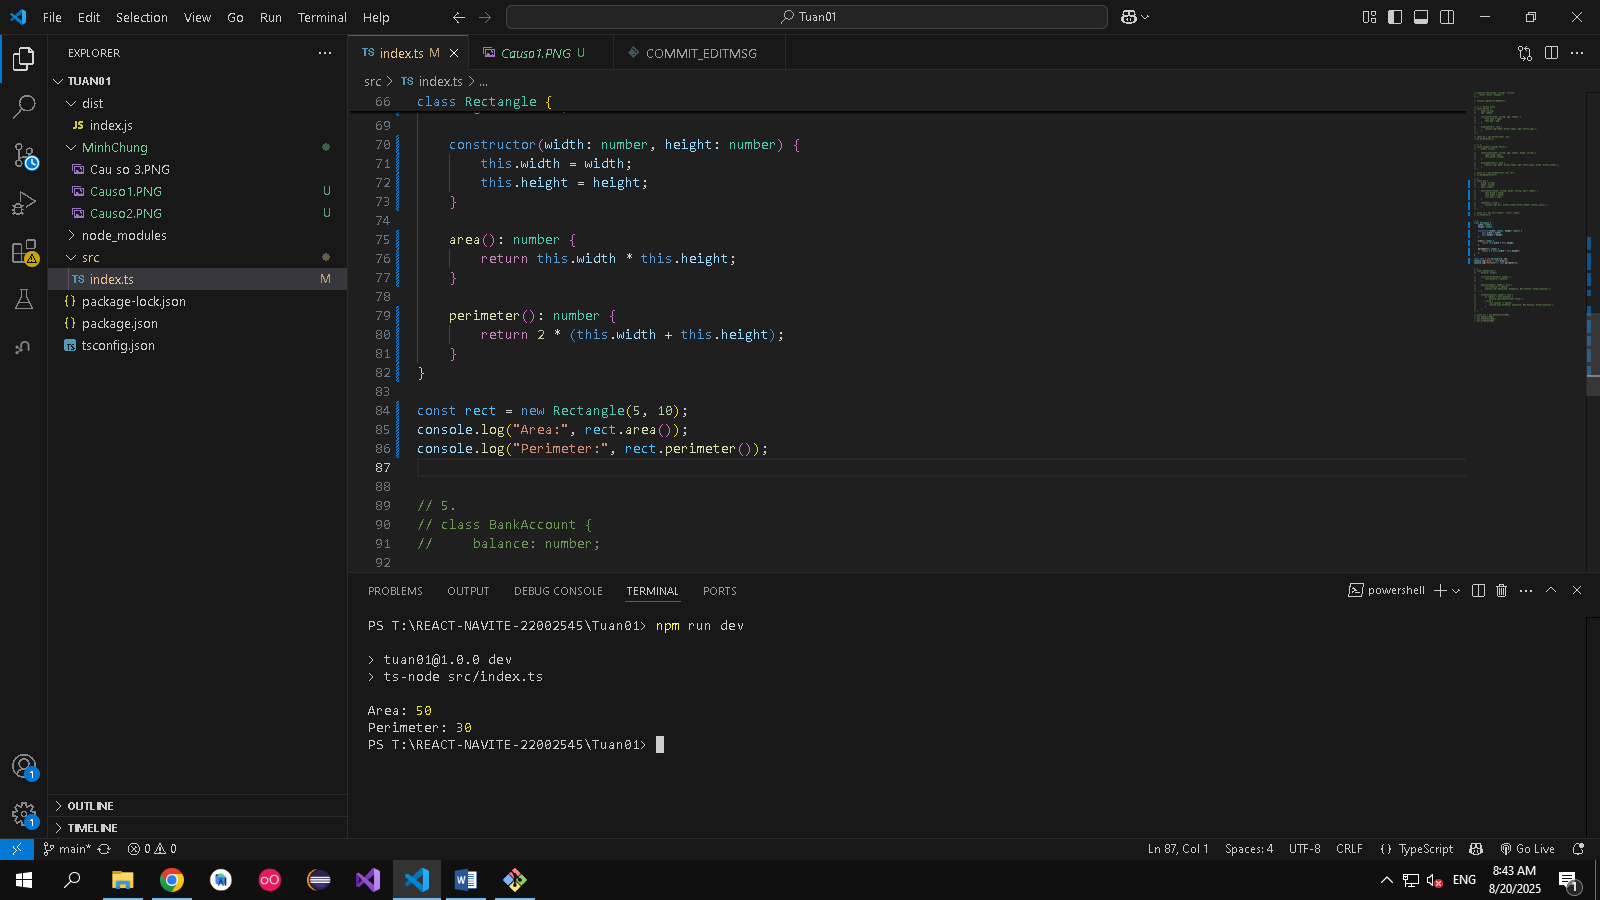 File Edit Selection View Go Run Terminal Help
Tuan01
EXPLORER
TUAN01
dist
JS index.js
MinhChung
Cau so 3.PNG
Causo1.PNG U
Causo2.PNG U
node_modules
src
TS index.ts M
{} package-lock.json
{} package.json
TS tsconfig.json
OUTLINE
TIMELINE
TS index.ts M
Causo1.PNG U
COMMIT_EDITMSG
src > TS index.ts > ...
66 class Rectangle {
69
70 constructor(width: number, height: number) {
71 this.width = width;
72 this.height = height;
73 }
74
75 area(): number {
76 return this.width * this.height;
77 }
78
79 perimeter(): number {
80 return 2 * (this.width + this.height);
81 }
82 }
83
84 const rect = new Rectangle(5, 10);
85 console.log("Area:", rect.area());
86 console.log("Perimeter:", rect.perimeter());
87
88
89 // 5.
90 // class BankAccount {
91 //     balance: number;
92
PROBLEMS OUTPUT DEBUG CONSOLE TERMINAL PORTS
powershell
PS T:\REACT-NAVITE-22002545\Tuan01> npm run dev
> tuan01@1.0.0 dev
> ts-node src/index.ts
Area: 50
Perimeter: 30
PS T:\REACT-NAVITE-22002545\Tuan01>
1
1
main* 0 0
Ln 87, Col 1 Spaces: 4 UTF-8 CRLF {} TypeScript Go Live
ENG
8:43 AM
8/20/2025
1